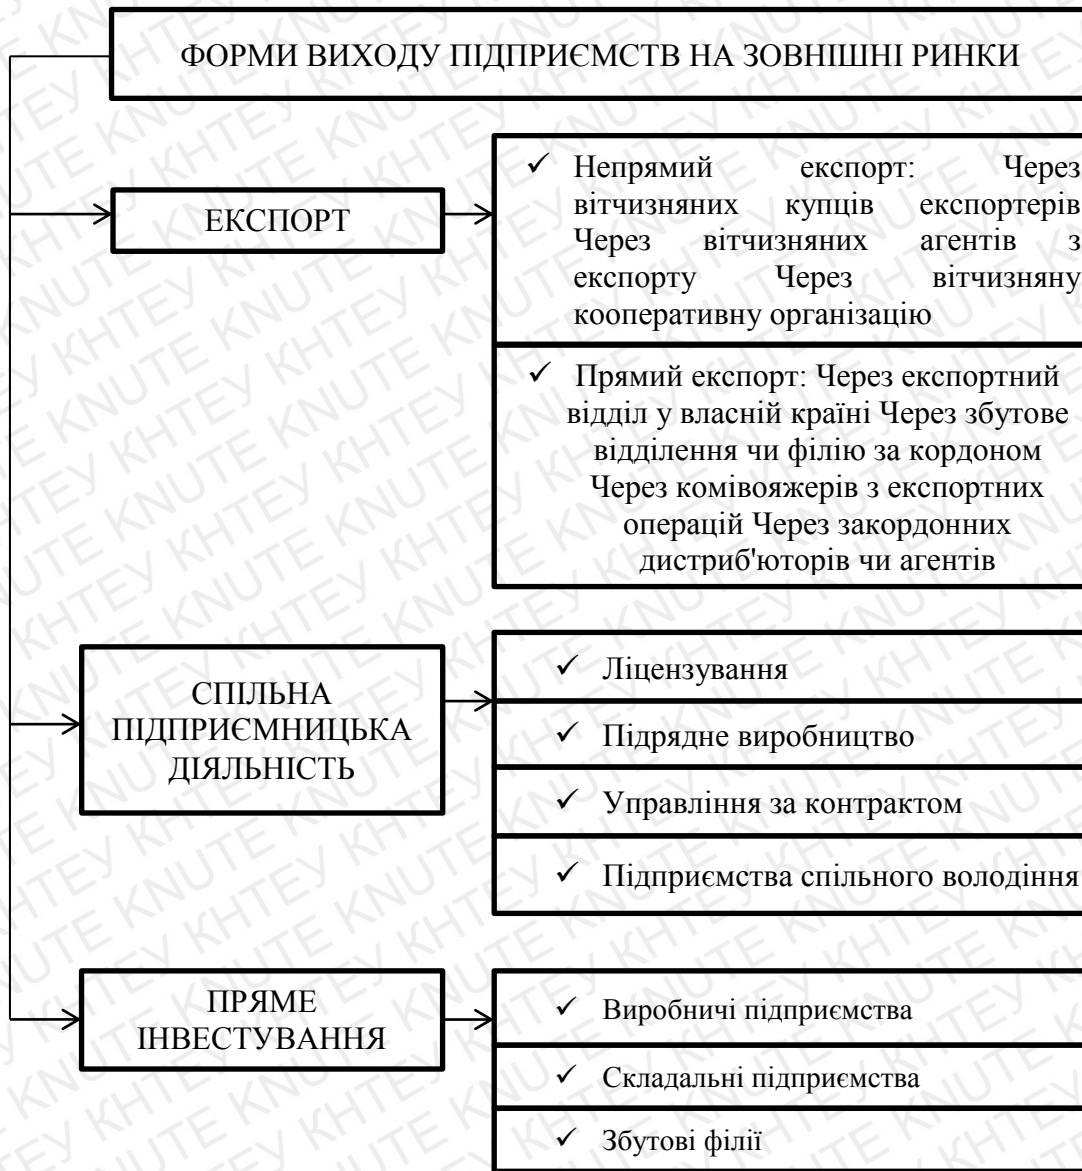 ФОРМИ ВИХОДУ ПІДПРИЄМСТВ НА ЗОВНІШНІ РИНКИ
ЕКСПОРТ
✓ Непрямий експорт: Через
вітчизняних купців експортерів
Через вітчизняних агентів з
експорту Через вітчизняну
кооперативну організацію
✓ Прямий експорт: Через експортний
відділ у власній країні Через збутове
відділення чи філію за кордоном
Через комівояжерів з експортних
операцій Через закордонних
дистриб'юторів чи агентів
СПІЛЬНА
ПІДПРИЄМНИЦЬКА
ДІЯЛЬНІСТЬ
✓ Ліцензування
✓ Підрядне виробництво
✓ Управління за контрактом
✓ Підприємства спільного володіння
ПРЯМЕ
ІНВЕСТУВАННЯ
✓ Виробничі підприємства
✓ Складальні підприємства
✓ Збутові філії